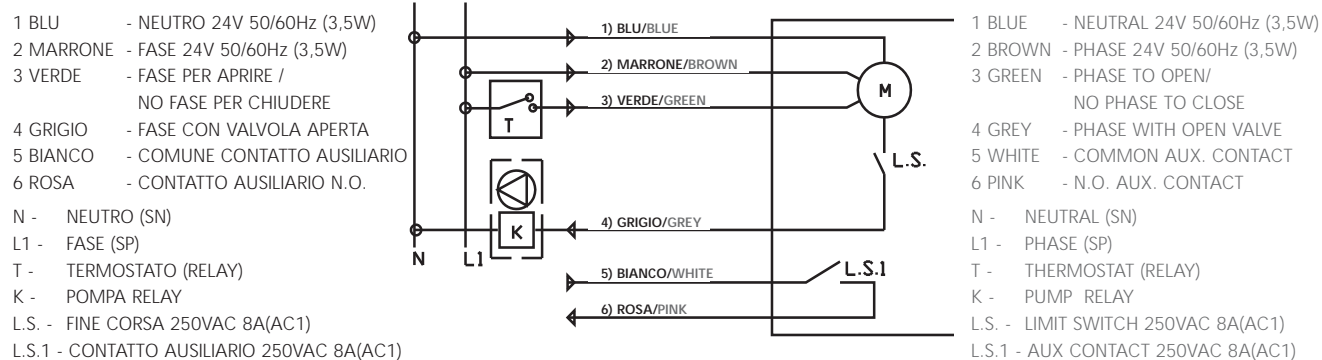 1 BLU - NEUTRO 24V 50/60Hz (3,5W)
2 MARRONE - FASE 24V 50/60Hz (3,5W)
3 VERDE - FASE PER APRIRE /
NO FASE PER CHIUDERE
4 GRIGIO - FASE CON VALVOLA APERTA
5 BIANCO - COMUNE CONTATTO AUSILIARIO
6 ROSA - CONTATTO AUSILIARIO N.O.
N - NEUTRO (SN)
L1 - FASE (SP)
T - TERMOSTATO (RELAY)
K - POMPA RELAY
L.S. - FINE CORSA 250VAC 8A(AC1)
L.S.1 - CONTATTO AUSILIARIO 250VAC 8A(AC1)
1) BLU/BLUE
2) MARRONE/BROWN
3) VERDE/GREEN
M
T
L.S.
4) GRIGIO/GREY
K
N
L1
5) BIANCO/WHITE
L.S.1
6) ROSA/PINK
1 BLUE - NEUTRAL 24V 50/60Hz (3,5W)
2 BROWN - PHASE 24V 50/60Hz (3,5W)
3 GREEN - PHASE TO OPEN/
NO PHASE TO CLOSE
4 GREY - PHASE WITH OPEN VALVE
5 WHITE - COMMON AUX. CONTACT
6 PINK - N.O. AUX. CONTACT
N - NEUTRAL (SN)
L1 - PHASE (SP)
T - THERMOSTAT (RELAY)
K - PUMP RELAY
L.S. - LIMIT SWITCH 250VAC 8A(AC1)
L.S.1 - AUX CONTACT 250VAC 8A(AC1)